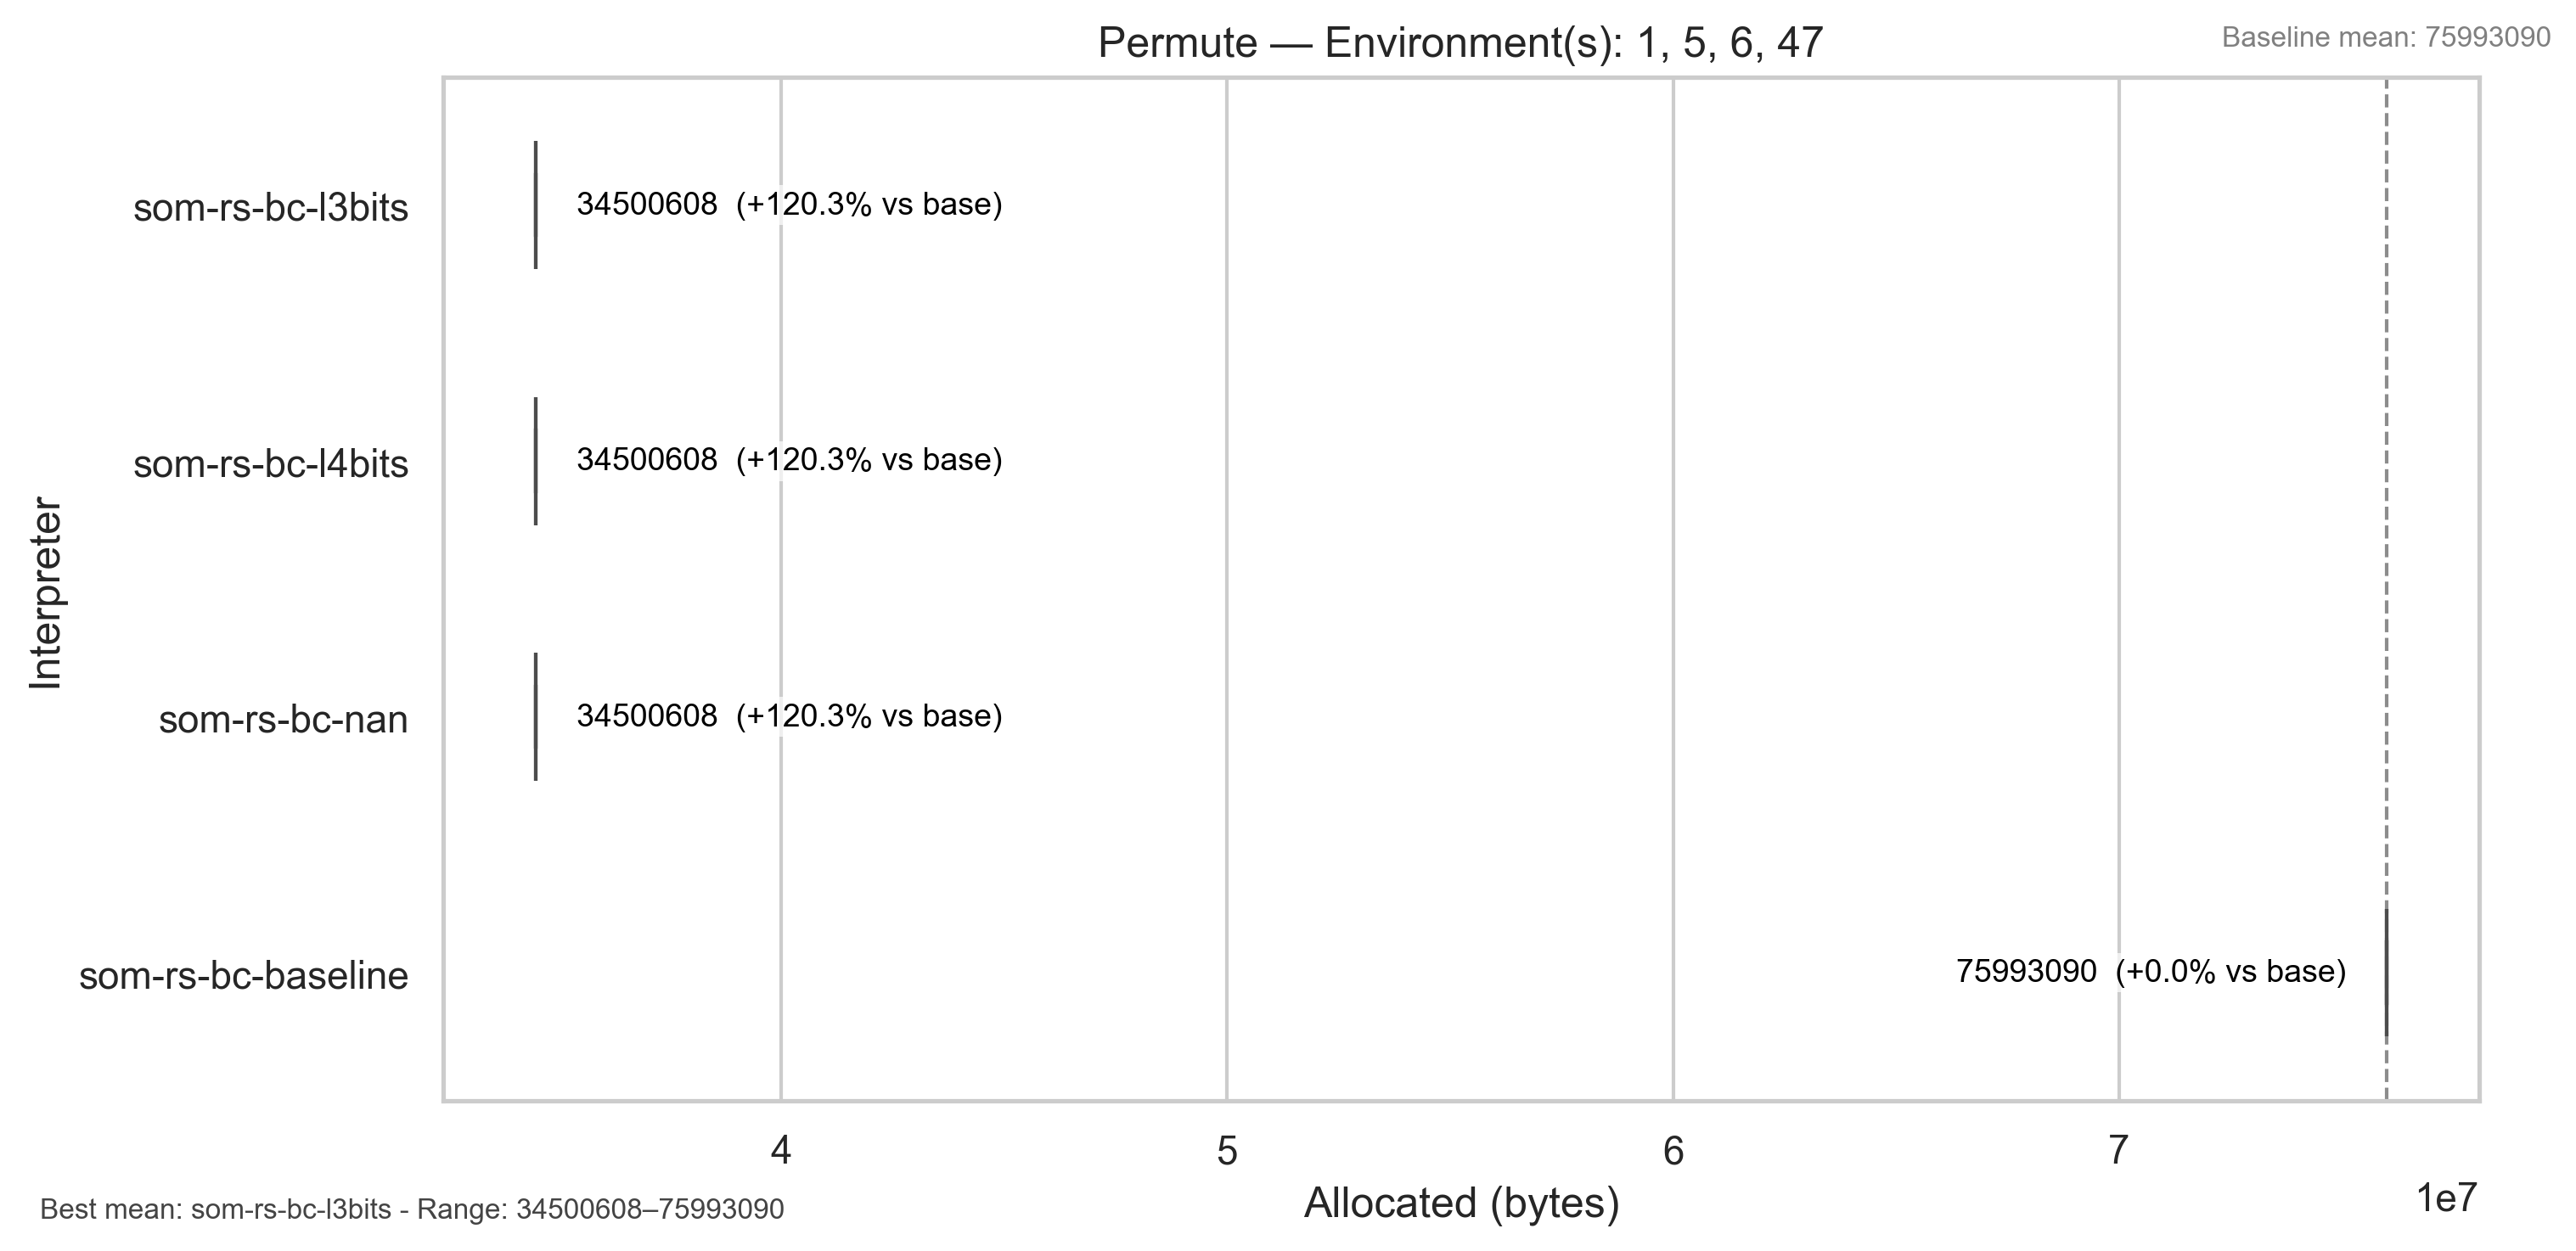 Permute — Environment(s): 1, 5, 6, 47
Baseline mean: 75993090
Interpreter
som-rs-bc-l3bits
34500608 (+120.3% vs base)
som-rs-bc-l4bits
34500608 (+120.3% vs base)
som-rs-bc-nan
34500608 (+120.3% vs base)
som-rs-bc-baseline
75993090 (+0.0% vs base)
4 5 6 7
1e7
Allocated (bytes)
Best mean: som-rs-bc-l3bits - Range: 34500608–75993090